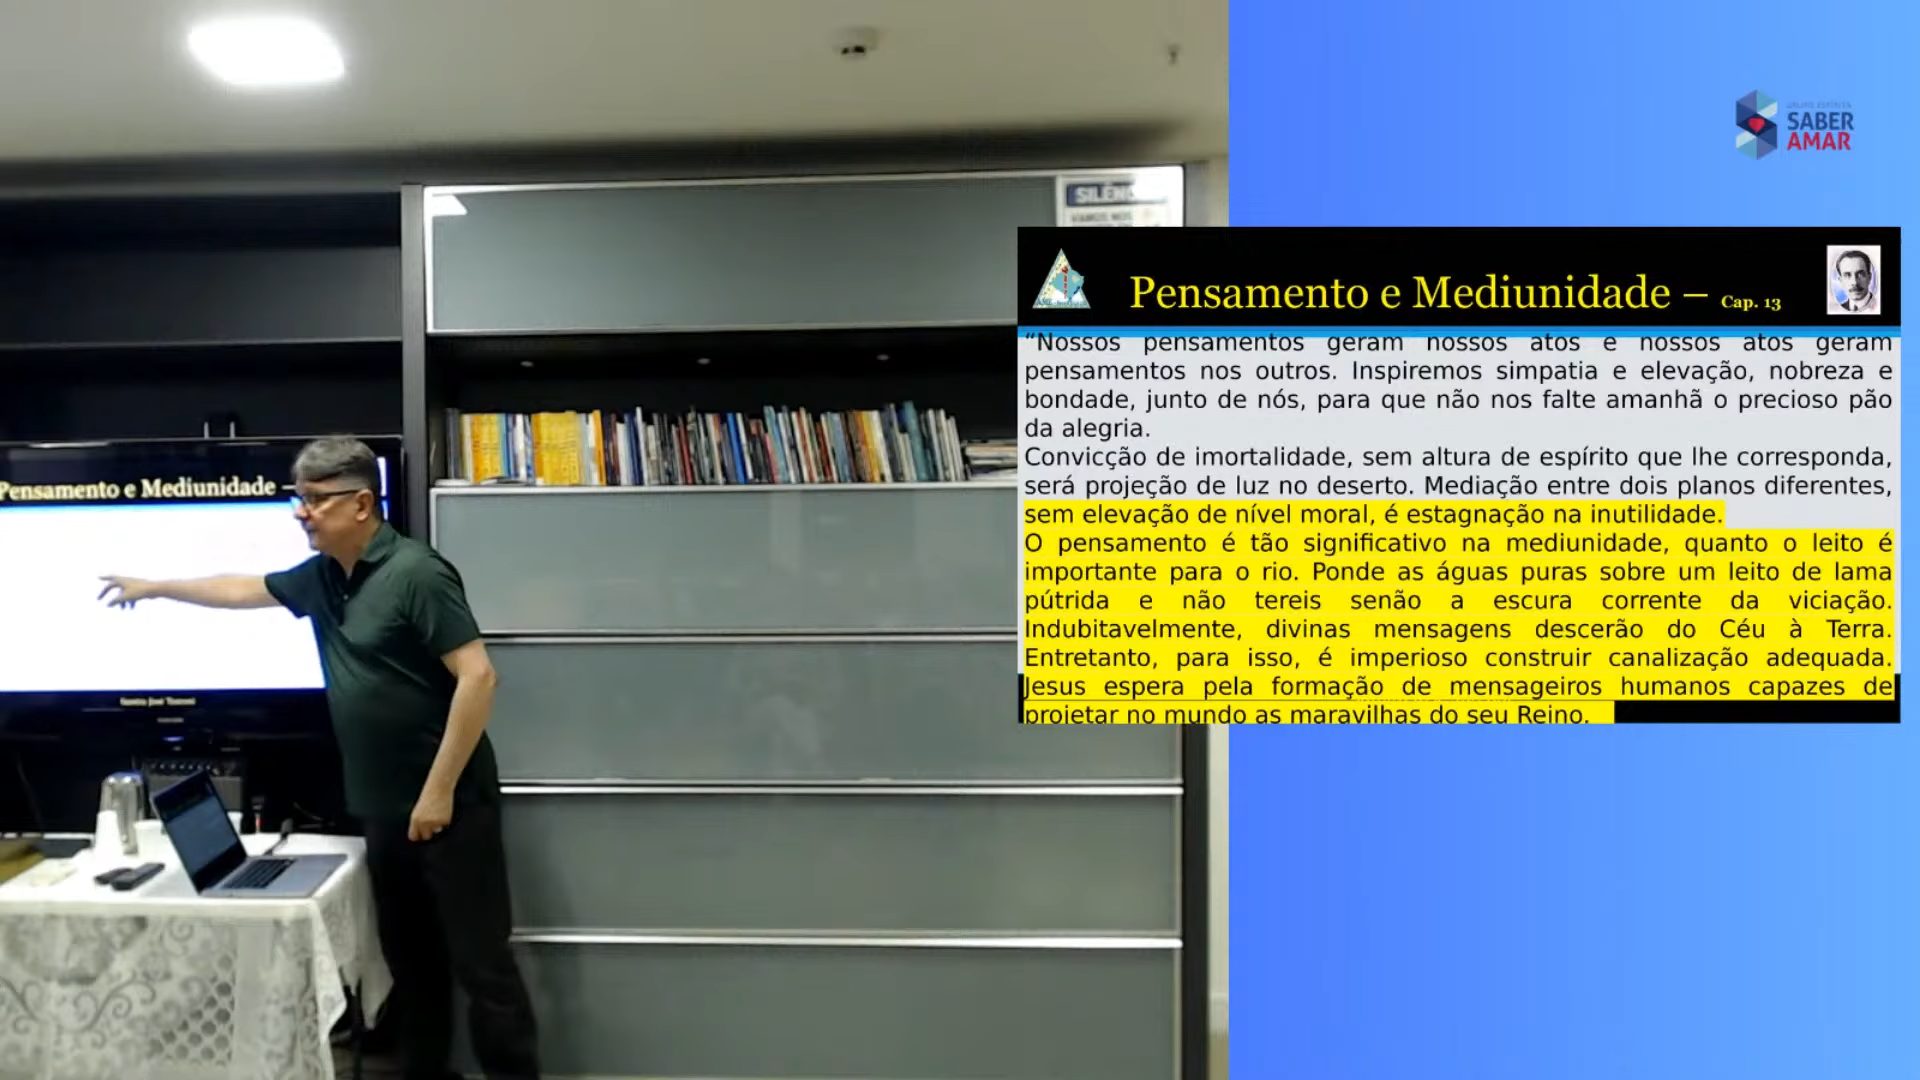 GRUPO ESPÍRITA
SABER
AMAR
SILÊN
VAMOS NOS
Pensamento e Mediunidade – Cap. 13
“Nossos pensamentos geram nossos atos e nossos atos geram
pensamentos nos outros. Inspiremos simpatia e elevação, nobreza e
bondade, junto de nós, para que não nos falte amanhã o precioso pão
da alegria.
Convicção de imortalidade, sem altura de espírito que lhe corresponda,
será projeção de luz no deserto. Mediação entre dois planos diferentes,
sem elevação de nível moral, é estagnação na inutilidade.
O pensamento é tão significativo na mediunidade, quanto o leito é
importante para o rio. Ponde as águas puras sobre um leito de lama
pútrida e não tereis senão a escura corrente da viciação.
Indubitavelmente, divinas mensagens descerão do Céu à Terra.
Entretanto, para isso, é imperioso construir canalização adequada.
Jesus espera pela formação de mensageiros humanos capazes de
projetar no mundo as maravilhas do seu Reino.
Pensamento e Mediunidade –